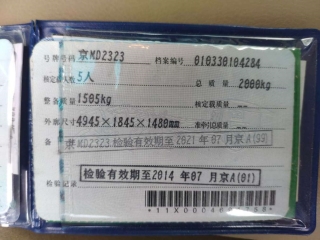 号牌号码 京MD2323 档案编号 010330104284
核定载人数 5人 总质量 2000kg
整备质量 1505kg 核定载质量 --
外廓尺寸 4945×1845×1480mm 准牵引总质量 --
备 京MD2323检验有效期至2021年07月京A(99)
检验有效期至2014年07月京A(01)
检验记录